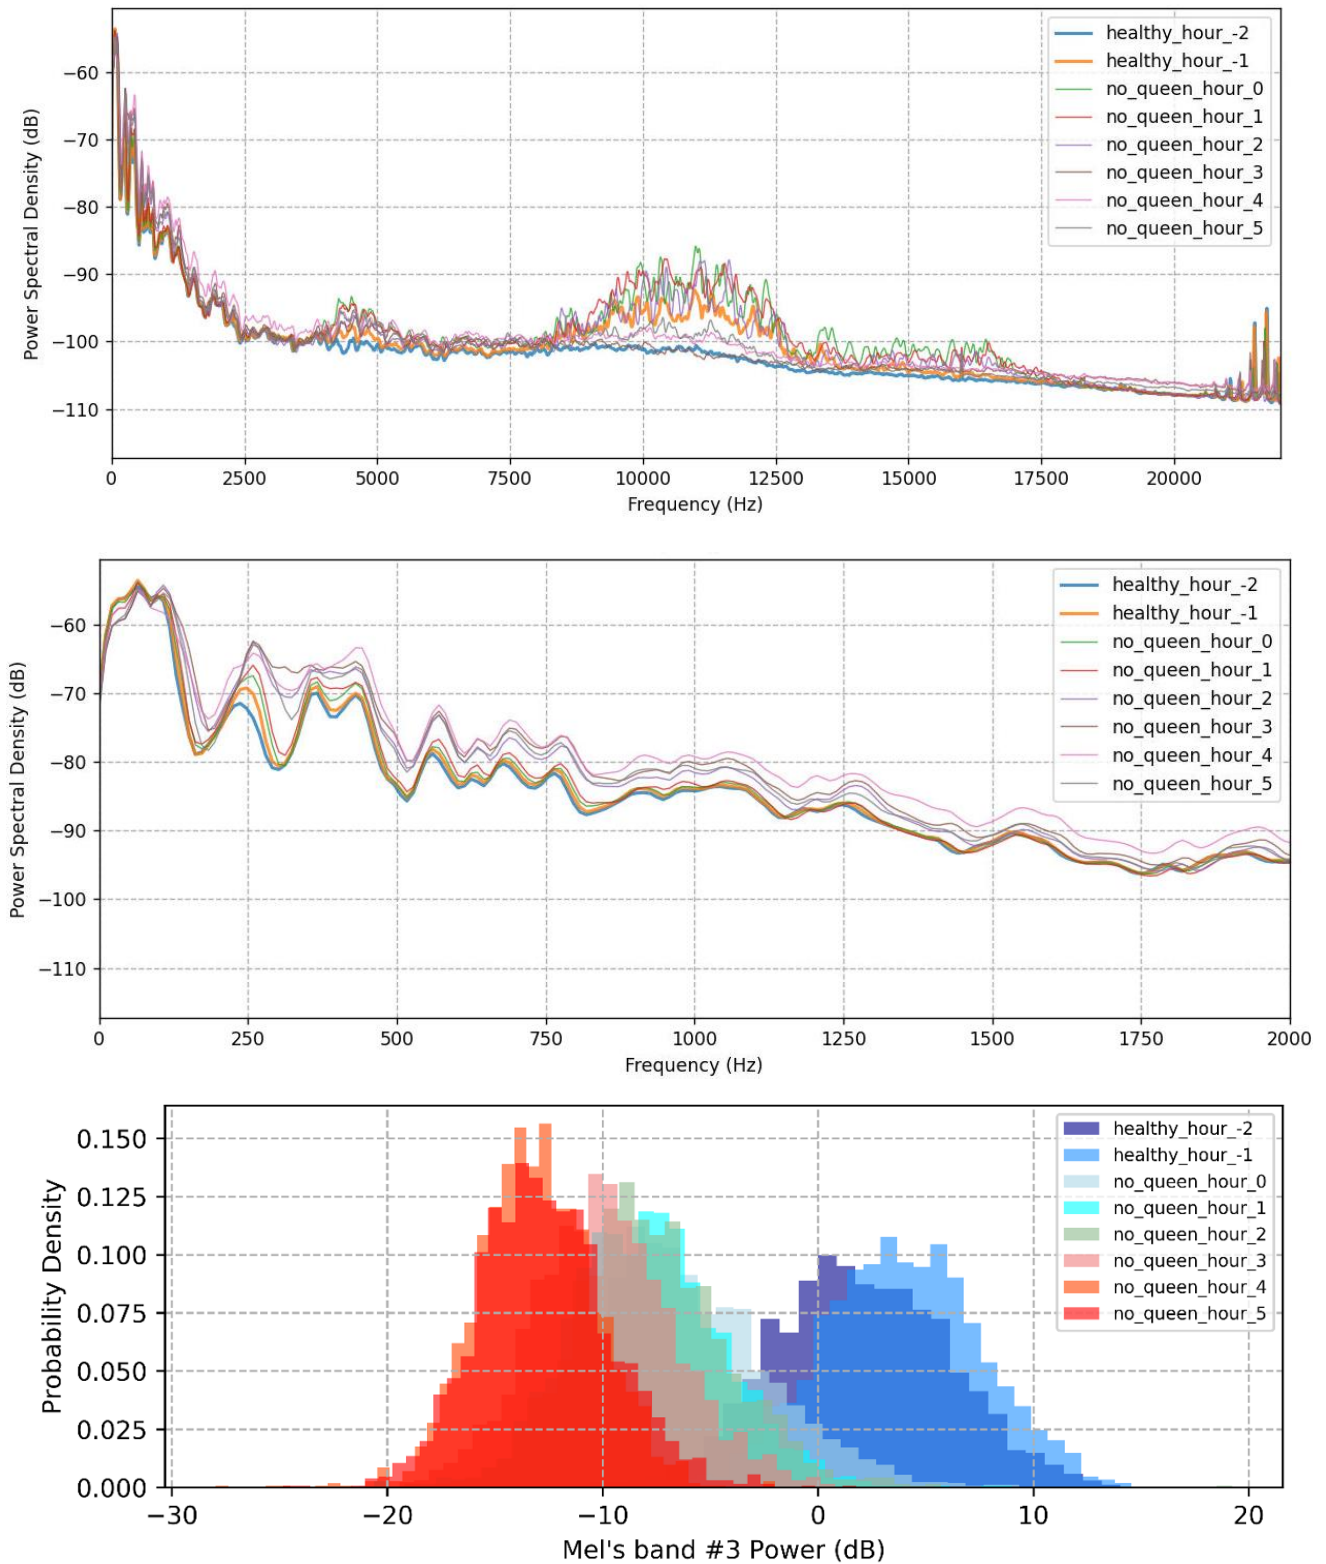 Power Spectral Density (dB)
−60
−70
−80
−90
−100
−110
healthy_hour_-2
healthy_hour_-1
no_queen_hour_0
no_queen_hour_1
no_queen_hour_2
no_queen_hour_3
no_queen_hour_4
no_queen_hour_5
0 2500 5000 7500 10000 12500 15000 17500 20000
Frequency (Hz)
Power Spectral Density (dB)
−60
−70
−80
−90
−100
−110
healthy_hour_-2
healthy_hour_-1
no_queen_hour_0
no_queen_hour_1
no_queen_hour_2
no_queen_hour_3
no_queen_hour_4
no_queen_hour_5
0 250 500 750 1000 1250 1500 1750 2000
Frequency (Hz)
Probability Density
0.150
0.125
0.100
0.075
0.050
0.025
0.000
healthy_hour_-2
healthy_hour_-1
no_queen_hour_0
no_queen_hour_1
no_queen_hour_2
no_queen_hour_3
no_queen_hour_4
no_queen_hour_5
−30 −20 −10 0 10 20
Mel's band #3 Power (dB)